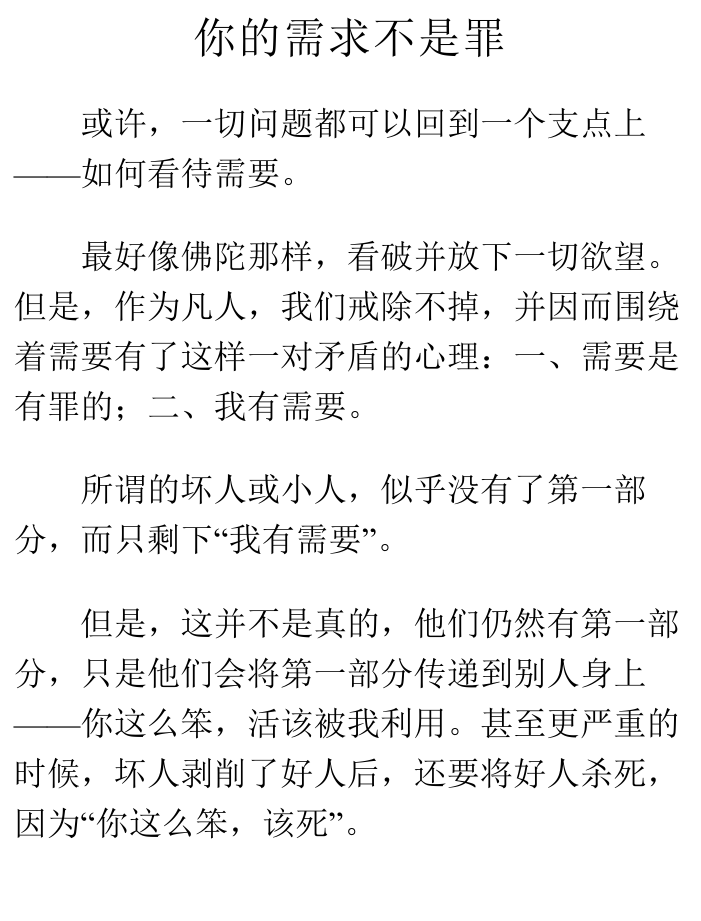 你的需求不是罪
或许，一切问题都可以回到一个支点上
——如何看待需要。
最好像佛陀那样，看破并放下一切欲望。
但是，作为凡人，我们戒除不掉，并因而围绕
着需要有了这样一对矛盾的心理：一、需要是
有罪的；二、我有需要。
所谓的坏人或小人，似乎没有了第一部
分，而只剩下“我有需要”。
但是，这并不是真的，他们仍然有第一部
分，只是他们会将第一部分传递到别人身上
——你这么笨，活该被我利用。甚至更严重的
时候，坏人剥削了好人后，还要将好人杀死，
因为“你这么笨，该死”。